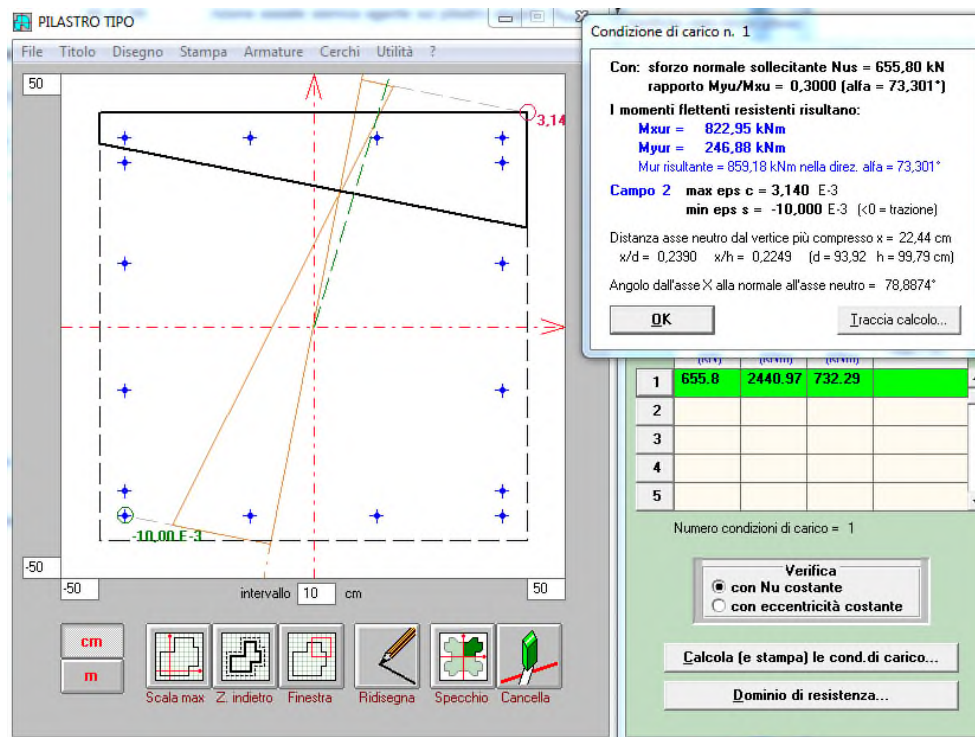 PILASTRO TIPO
File Titolo Disegno Stampa Armature Cerchi Utilità ?
50
3,14
-10,00 E-3
-50
-50
intervallo 10 cm
50
cm
m
Scala max
Z. indietro
Finestra
Ridisegna
Specchio
Cancella
Condizione di carico n. 1
Con: sforzo normale sollecitante Nus = 655,80 kN
rapporto Myu/Mxu = 0,3000 (alfa = 73,301°)
I momenti flettenti resistenti risultano:
Mxur = 822,95 kNm
Myur = 246,88 kNm
Mur risultante = 859,18 kNm nella direz. alfa = 73,301°
Campo 2 max eps c = 3,140 E-3
min eps s = -10,000 E-3 (<0 = trazione)
Distanza asse neutro dal vertice più compresso x = 22,44 cm
x/d = 0,2390 x/h = 0,2249 (d = 93,92 h = 99,79 cm)
Angolo dall'asse X alla normale all'asse neutro = 78,8874°
OK
Traccia calcolo...
(kN) (kNm) (kNm)
1 655.8 2440.97 732.29
2
3
4
5
Numero condizioni di carico = 1
Verifica
con Nu costante
con eccentricità costante
Calcola (e stampa) le cond.di carico...
Dominio di resistenza...